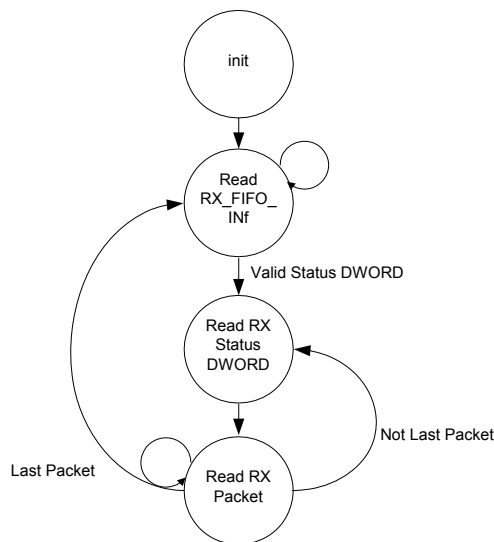 init
Read
RX_FIFO_
INf
Valid Status DWORD
Read RX
Status
DWORD
Not Last Packet
Last Packet
Read RX
Packet